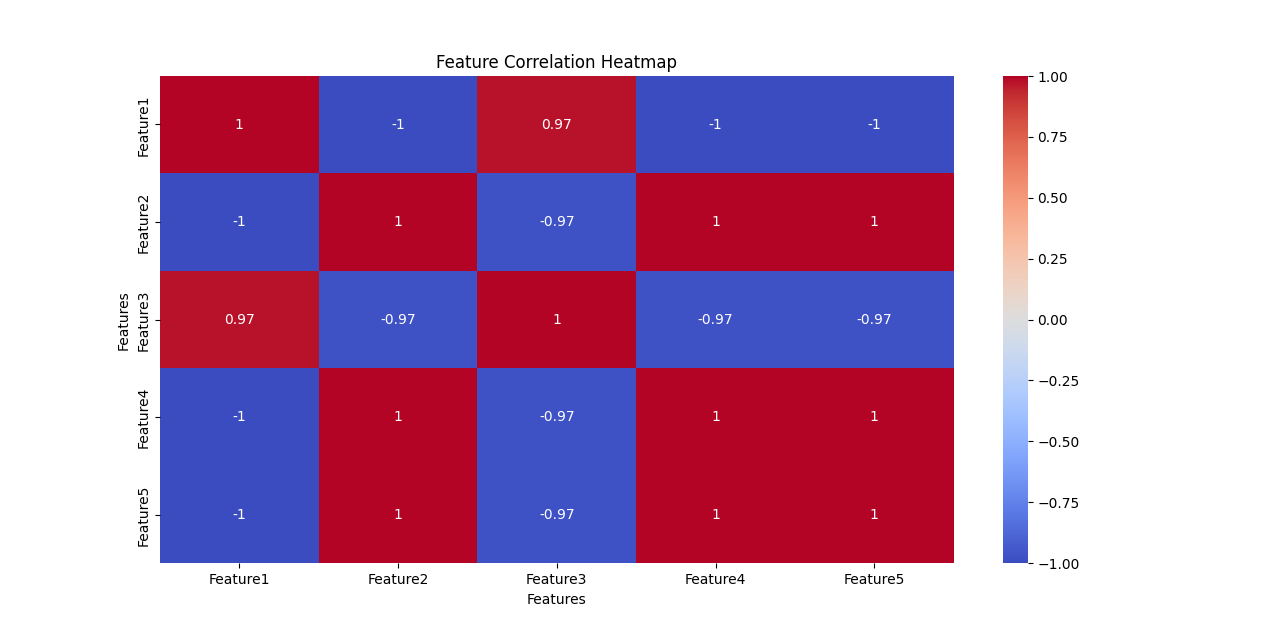 Feature Correlation Heatmap
Feature1 1 -1 0.97 -1 -1
Feature2 -1 1 -0.97 1 1
Feature3 0.97 -0.97 1 -0.97 -0.97
Feature4 -1 1 -0.97 1 1
Feature5 -1 1 -0.97 1 1
Features
Feature1 Feature2 Feature3 Feature4 Feature5
Features
1.00
0.75
0.50
0.25
0.00
−0.25
−0.50
−0.75
−1.00